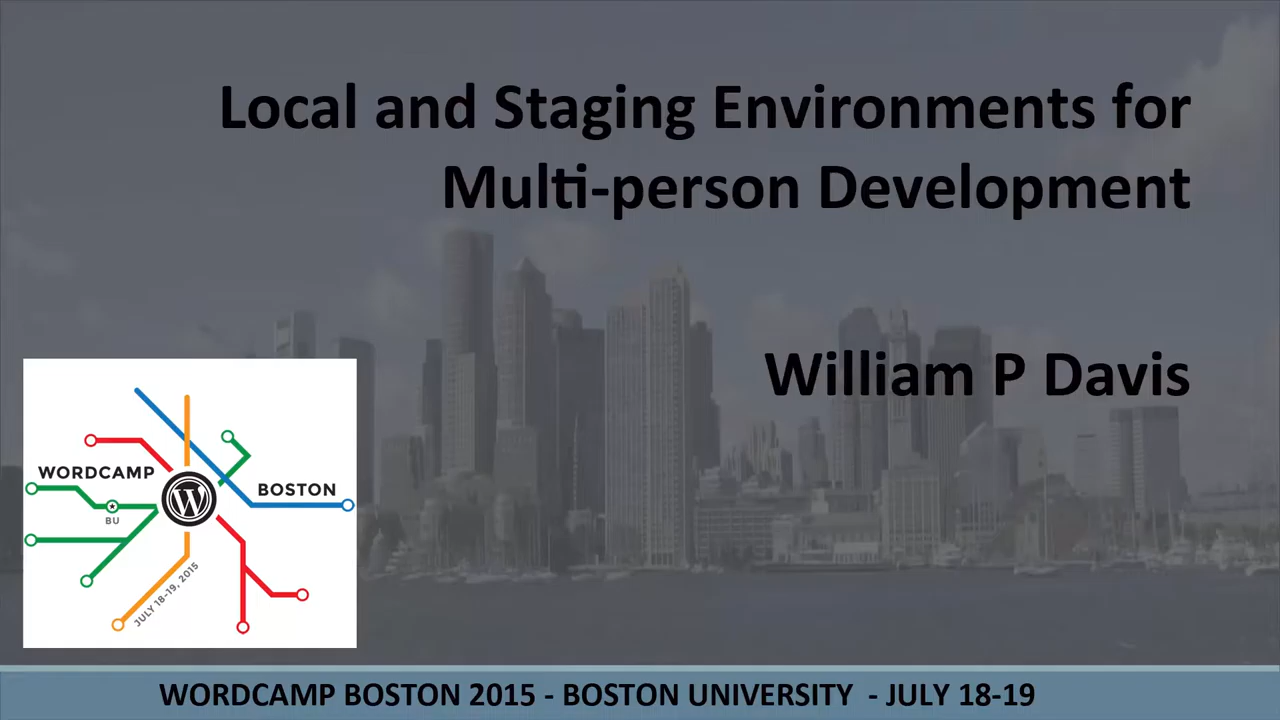 Local and Staging Environments for
Multi-person Development
William P Davis
WORDCAMP
BOSTON
BU
JULY 18-19, 2015
WORDCAMP BOSTON 2015 - BOSTON UNIVERSITY - JULY 18-19